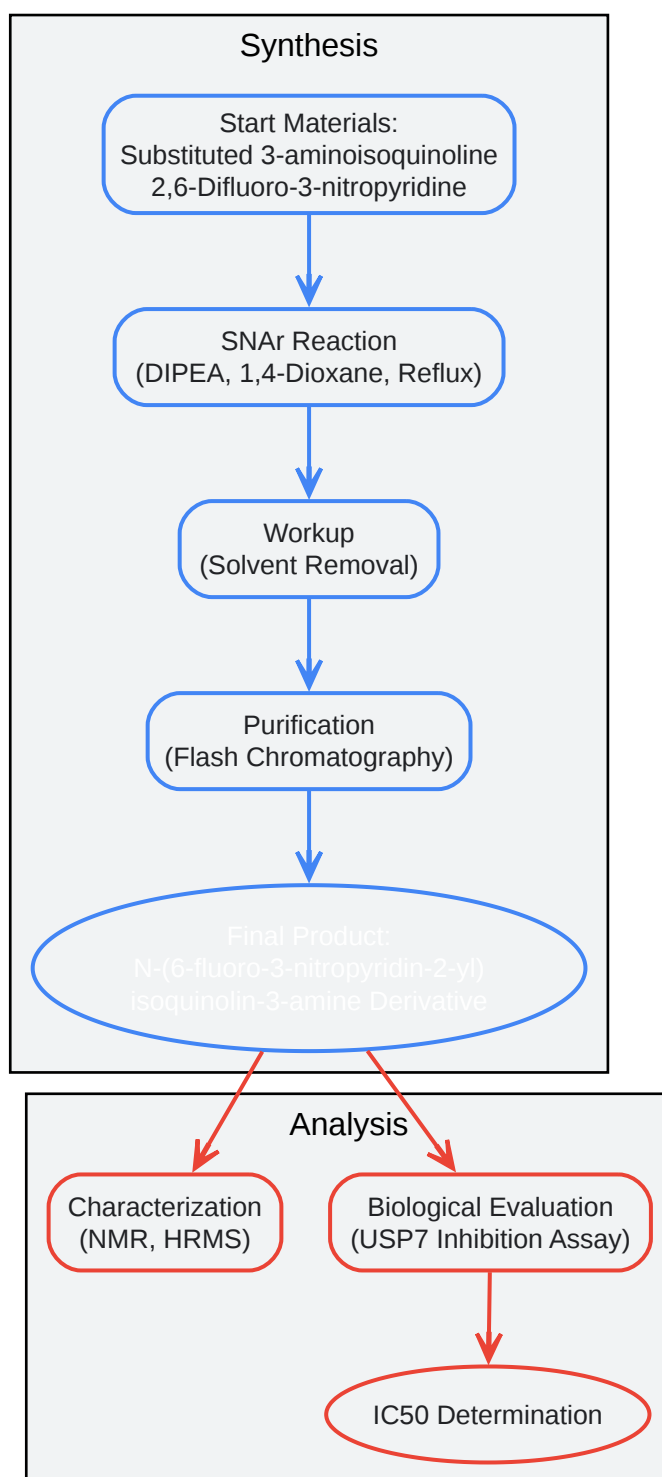 Synthesis
Start Materials:
Substituted 3-aminoisoquinoline
2,6-Difluoro-3-nitropyridine
SNAr Reaction
(DIPEA, 1,4-Dioxane, Reflux)
Workup
(Solvent Removal)
Purification
(Flash Chromatography)
Final Product:
N-(6-fluoro-3-nitropyridin-2-yl)
isoquinolin-3-amine Derivative
Analysis
Characterization
(NMR, HRMS)
Biological Evaluation
(USP7 Inhibition Assay)
IC50 Determination